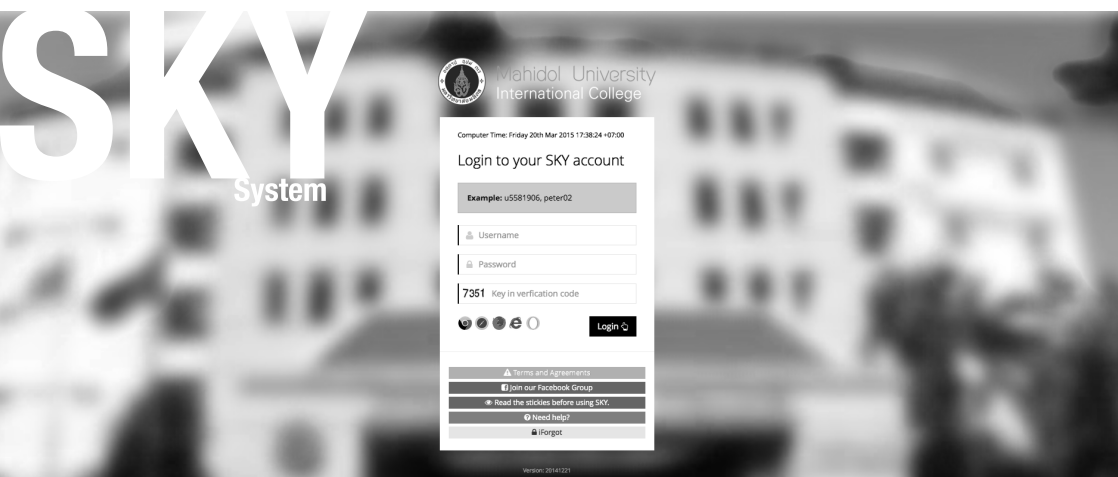 SKY
System
Mahidol University
International College
Computer Time: Friday 20th Mar 2015 17:38:24 +07:00
Login to your SKY account
Example: u5581906, peter02
Username
Password
7351 Key in verfication code
Login
Terms and Agreements
Join our Facebook Group
Read the stickies before using SKY.
Need help?
iForgot
Version: 20141221